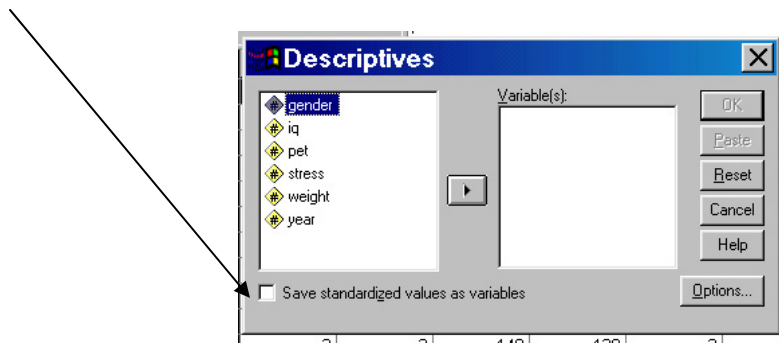 Descriptives
gender
iq
pet
stress
weight
year
Variable(s):
OK
Paste
Reset
Cancel
Help
Save standardized values as variables
Options...